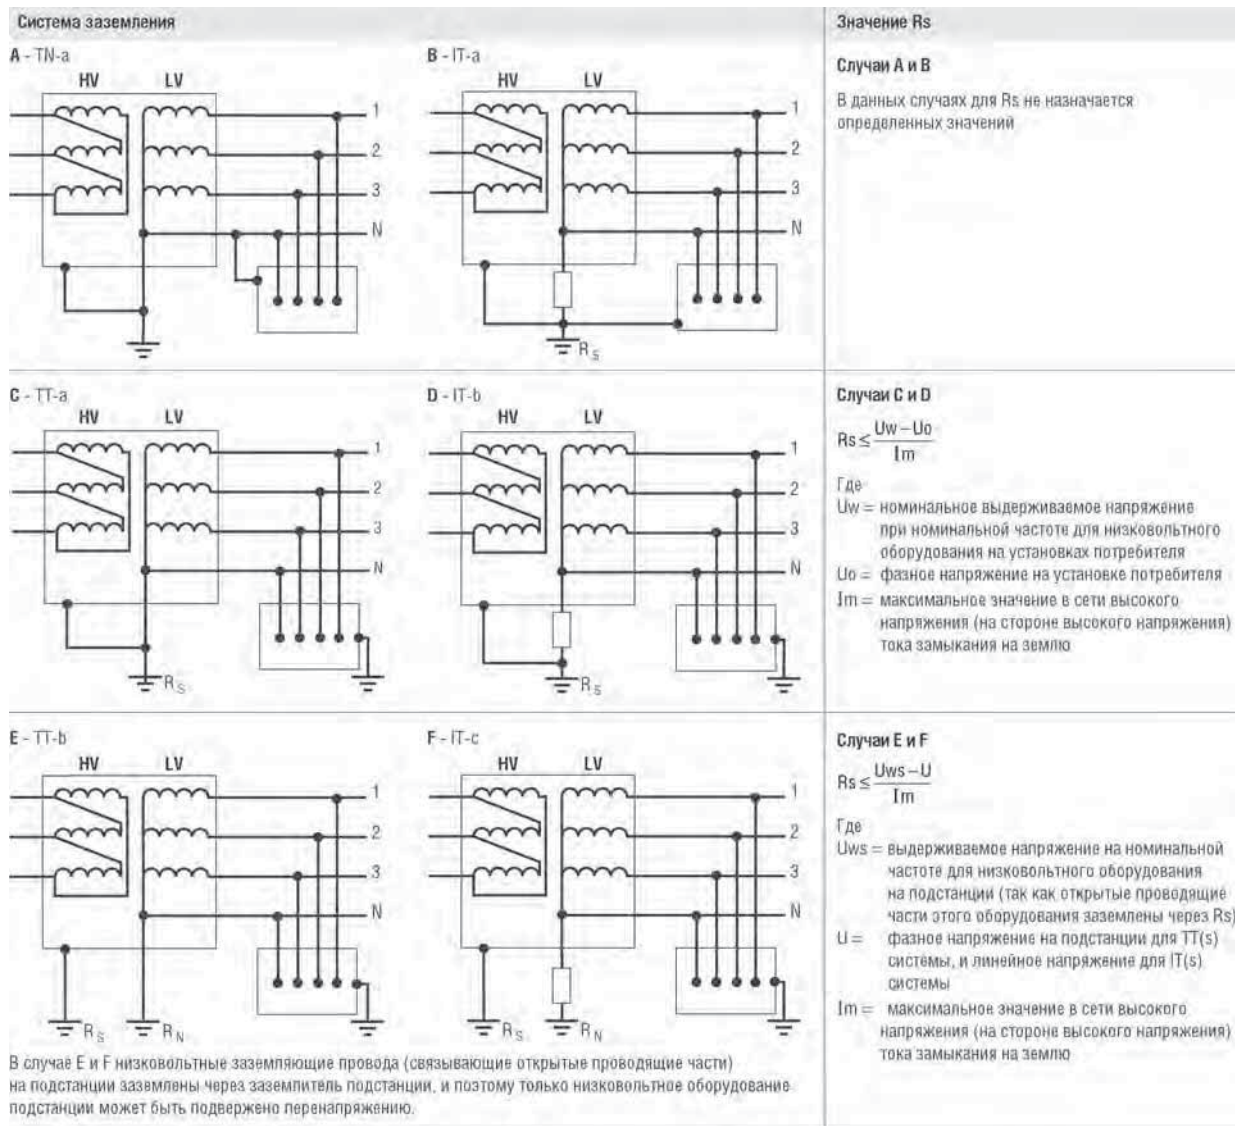 Система заземления
Значение Rs
A - TN-a
HV LV
1
2
3
N
B - IT-a
HV LV
1
2
3
N
RS
Случаи А и В
В данных случаях для Rs не назначается
определенных значений
C - TT-a
HV LV
1
2
3
N
RS
D - IT-b
HV LV
1
2
3
N
RS
Случаи C и D
Rs ≤ Uw – Uo
Im
Где
Uw = номинальное выдерживаемое напряжение
при номинальной частоте для низковольтного
оборудования на установках потребителя
Uo = фазное напряжение на установке потребителя
Im = максимальное значение в сети высокого
напряжения (на стороне высокого напряжения)
тока замыкания на землю
E - TT-b
HV LV
1
2
3
N
RS
RN
F - IT-c
HV LV
1
2
3
N
RS
RN
Случаи E и F
Rs ≤ Uws – U
Im
Где
Uws = выдерживаемое напряжение на номинальной
частоте для низковольтного оборудования
на подстанции (так как открытые проводящие
части этого оборудования заземлены через Rs)
U = фазное напряжение на подстанции для TT(s)
системы, и линейное напряжение для IT(s)
системы
Im = максимальное значение в сети высокого
напряжения (на стороне высокого напряжения)
тока замыкания на землю
В случае E и F низковольтные заземляющие провода (связывающие открытые проводящие части)
на подстанции заземлены через заземлитель подстанции, и поэтому только низковольтное оборудование
подстанции может быть подвержено перенапряжению.